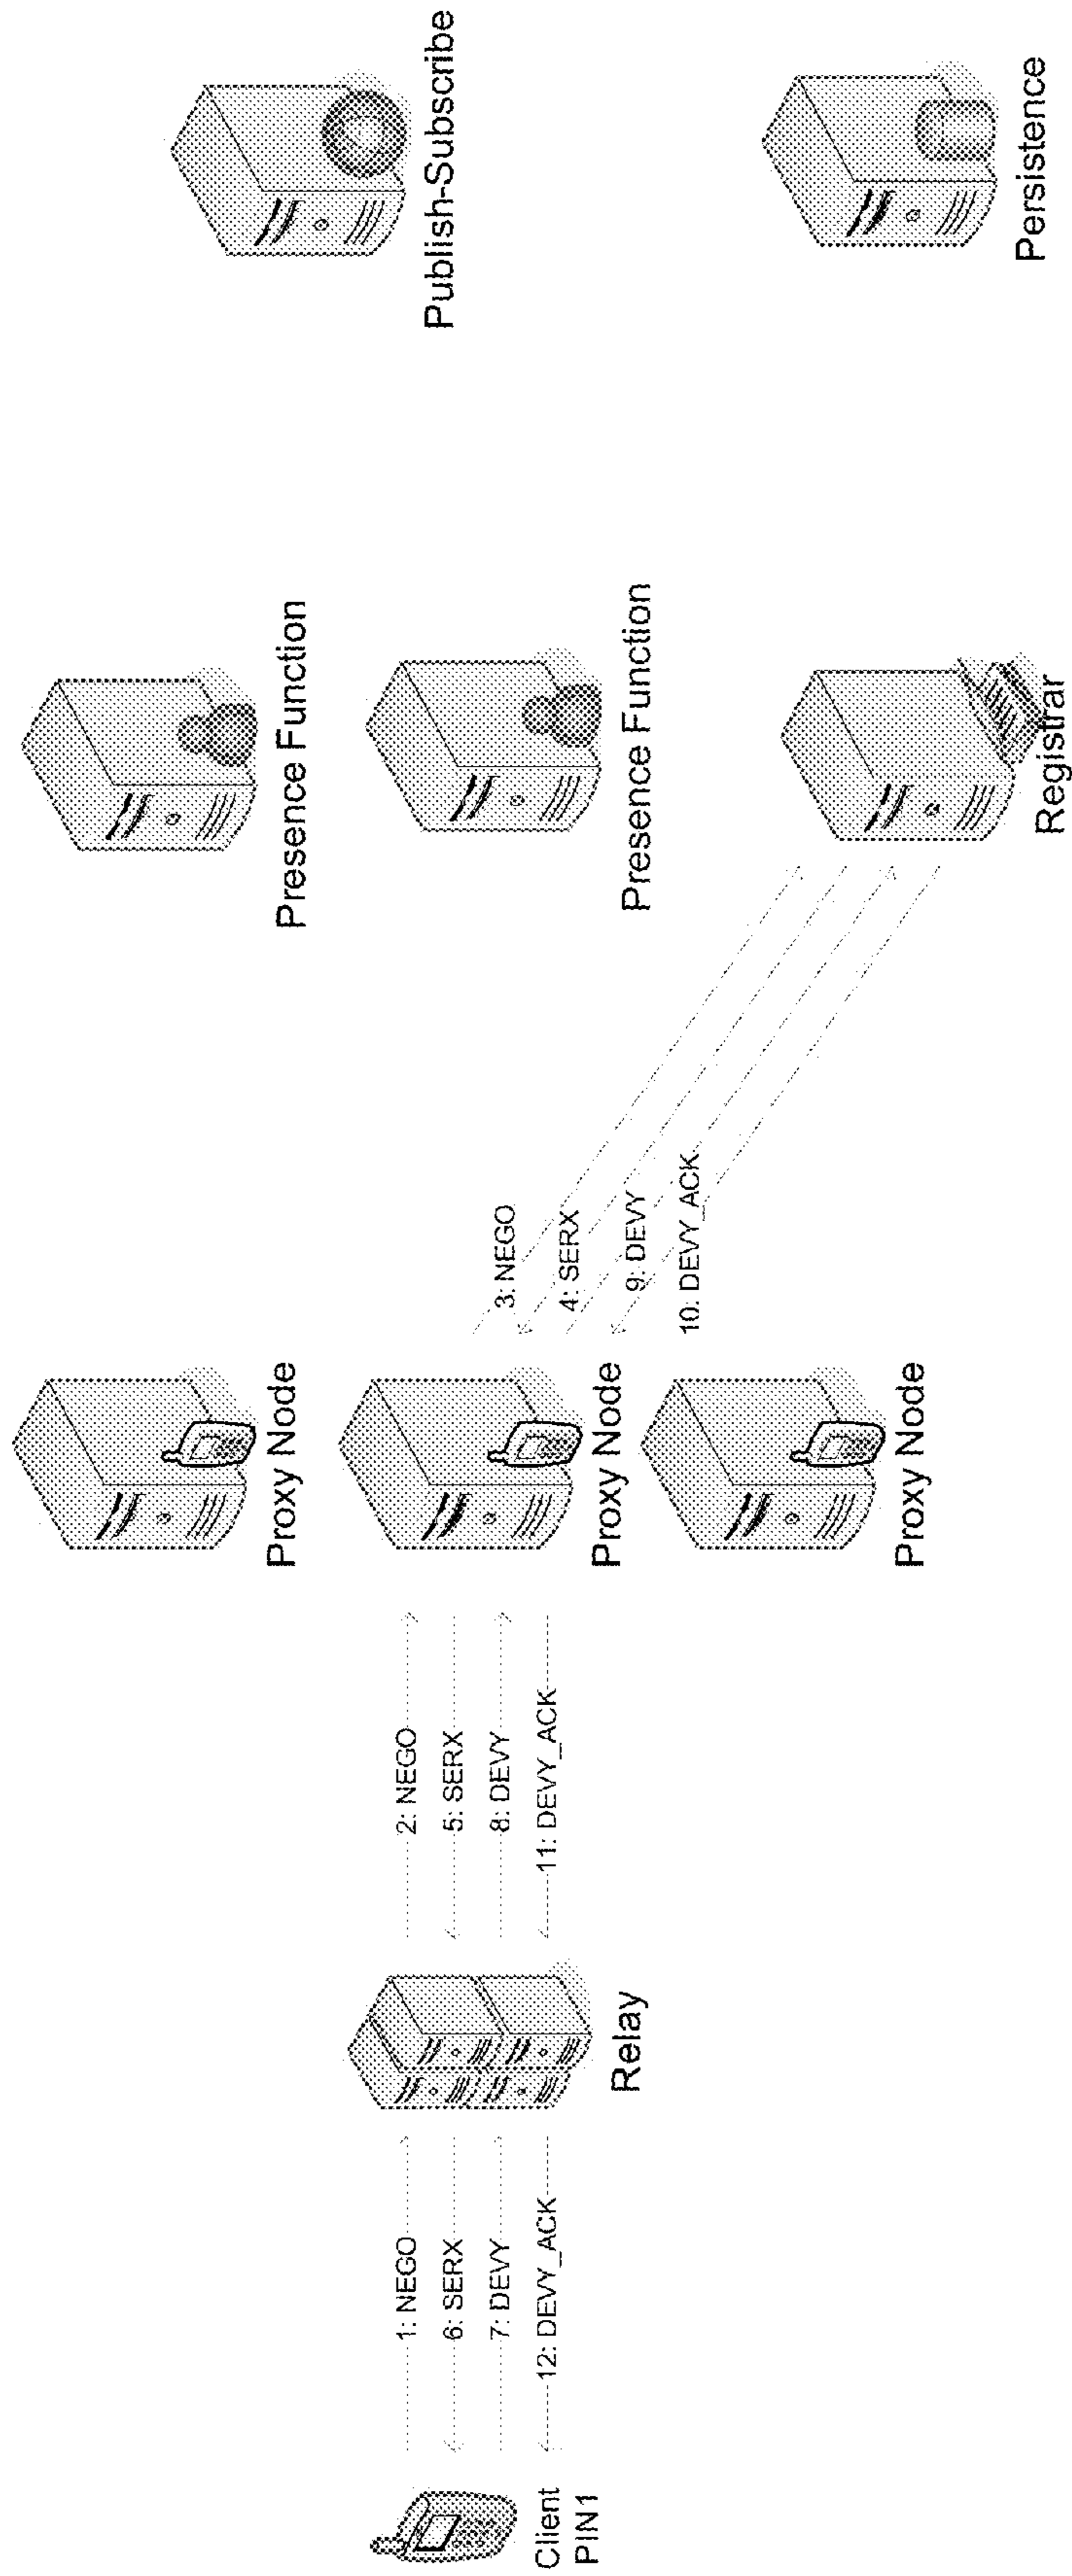 Client
PIN1
1: NEGO
6: SERX
7: DEVY
12: DEVY_ACK
Relay
2: NEGO
5: SERX
8: DEVY
11: DEVY_ACK
Proxy Node
Proxy Node
Proxy Node
3: NEGO
4: SERX
9: DEVY
10: DEVY_ACK
Presence Function
Presence Function
Registrar
Publish-Subscribe
Persistence